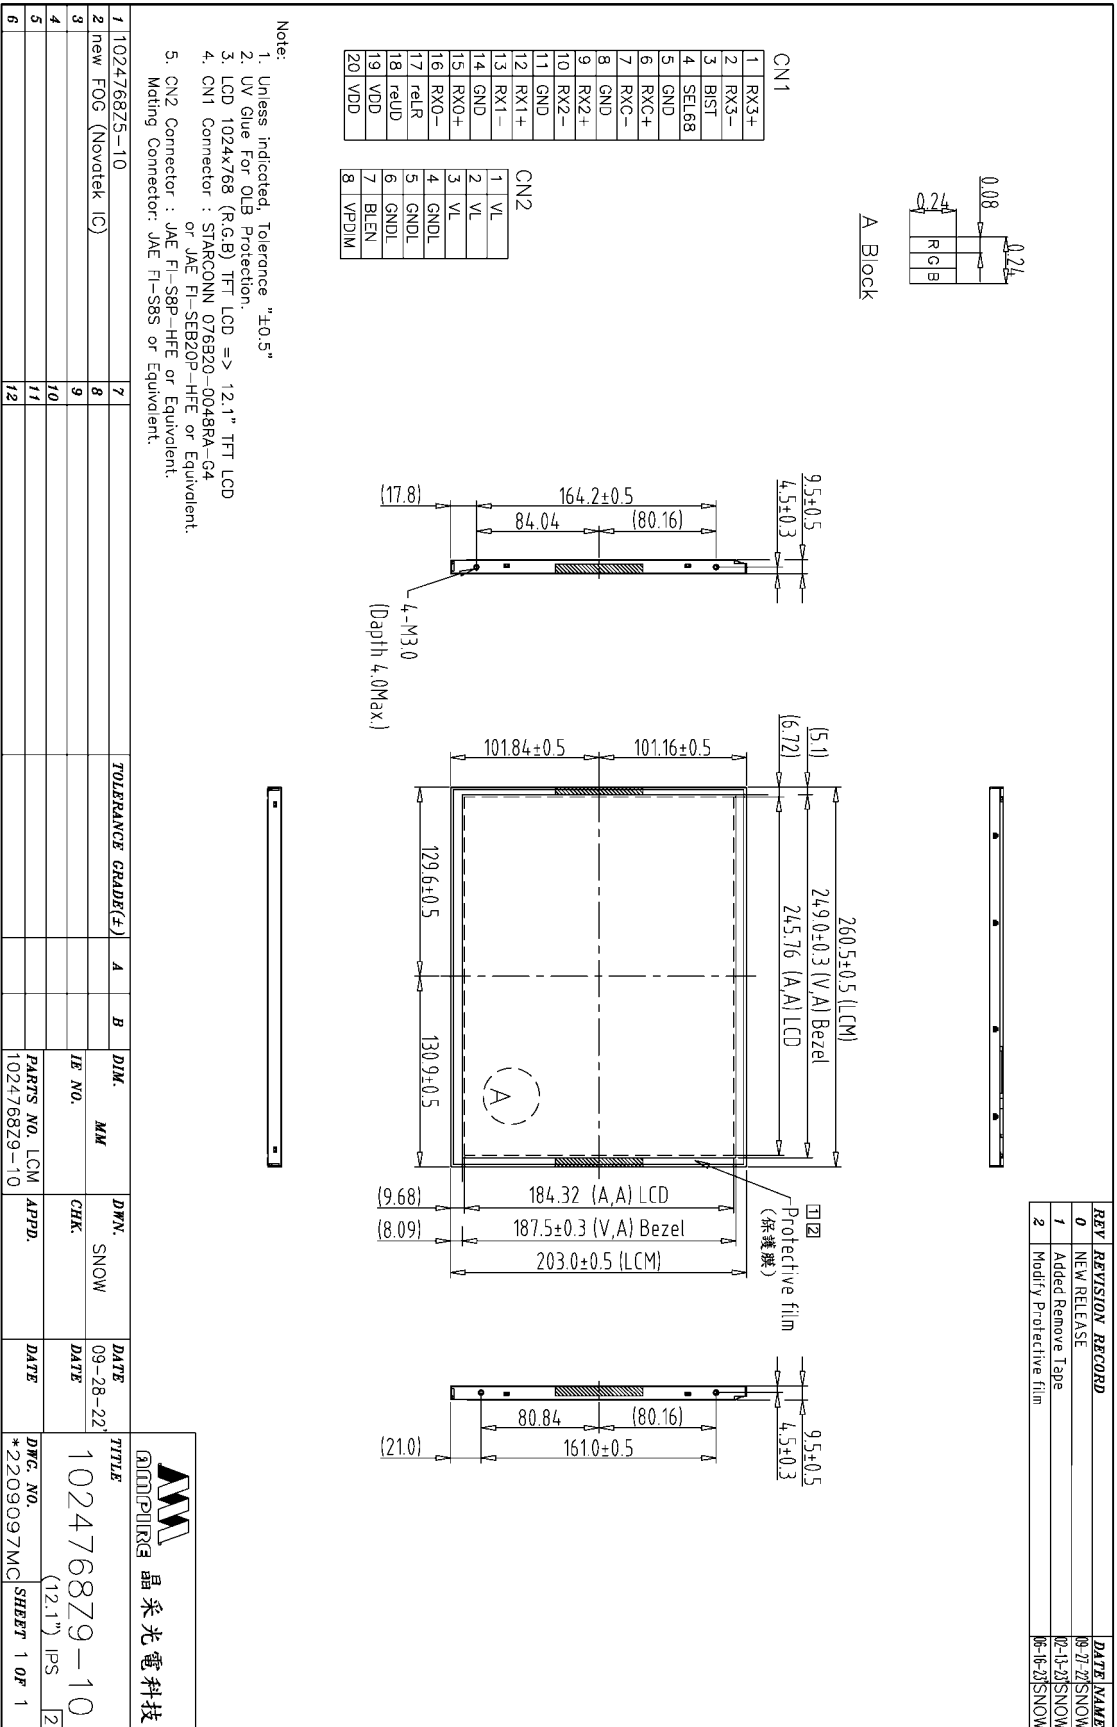 REV REVISION RECORD DATE NAME
0 NEW RELEASE 09-27-22' SNOW
1 Added Remove Tape 02-13-23' SNOW
2 Modify Protective film 06-16-23' SNOW
0.08
0.24
0.24
R G B
A Block
CN1
1 RX3+
2 RX3-
3 BIST
4 SEL68
5 GND
6 RXC+
7 RXC-
8 GND
9 RX2+
10 RX2-
11 GND
12 RX1+
13 RX1-
14 GND
15 RX0+
16 RX0-
17 reLR
18 reUD
19 VDD
20 VDD
CN2
1 VL
2 VL
3 VL
4 GNDL
5 GNDL
6 GNDL
7 BLEN
8 VPDIM
9.5±0.5
4.5±0.3
164.2±0.5
84.04
(80.16)
(17.8)
4-M3.0
(Dapth 4.0Max.)
260.5±0.5 (LCM)
249.0±0.3 (V,A) Bezel
245.76 (A,A) LCD
(5.1)
(6.72)
101.84±0.5
101.16±0.5
129.6±0.5
130.9±0.5
A
184.32 (A,A) LCD
187.5±0.3 (V,A) Bezel
203.0±0.5 (LCM)
(9.68)
(8.09)
1 2
Protective film
(保護膜)
9.5±0.5
4.5±0.3
80.84
(80.16)
161.0±0.5
(21.0)
Note:
1. Unless indicated, Tolerance "±0.5"
2. UV Glue For OLB Protection.
3. LCD 1024x768 (R.G.B) TFT LCD => 12.1" TFT LCD
4. CN1 Connector : STARCONN 076B20-0048RA-G4
or JAE FI-SEB20P-HFE or Equivalent.
5. CN2 Connector : JAE FI-S8P-HFE or Equivalent.
Mating Connector: JAE FI-S8S or Equivalent.
1 1024768Z5-10
2 new FOG (Novatek IC)
3
4
5
6
7
8
9
10
11
12
TOLERANCE GRADE(±) A B
DIM. MM
IE NO.
PARTS NO. LCM
1024768Z9-10
DWN. SNOW
CHK.
APPD.
DATE 09-28-22'
DATE
DATE
AMPIRE 晶采光電科技
TITLE
1024768Z9-10
(12.1") IPS 2
DWG. NO.
*2209097MC
SHEET 1 OF 1